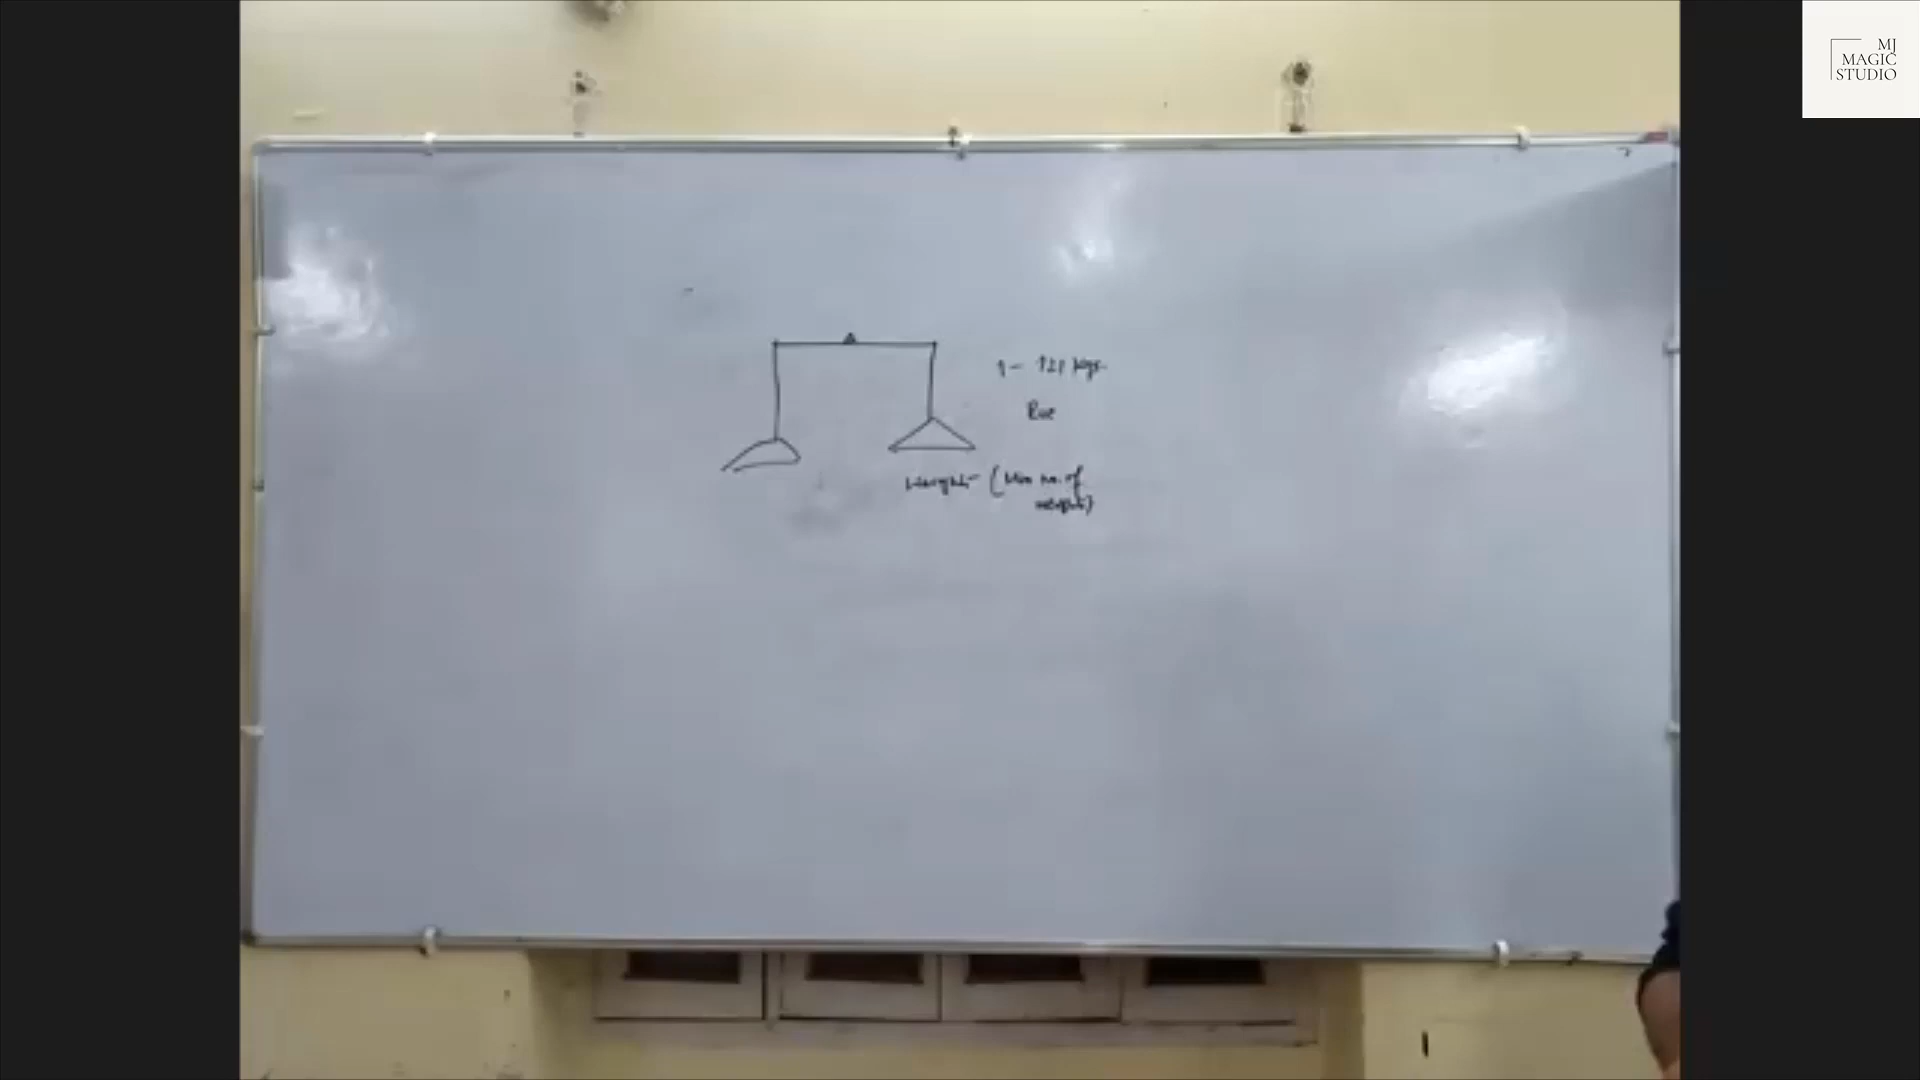 MJ
MAGIC
STUDIO
1 - 121 kgs
Rice
Weights (Min no. of
weights)